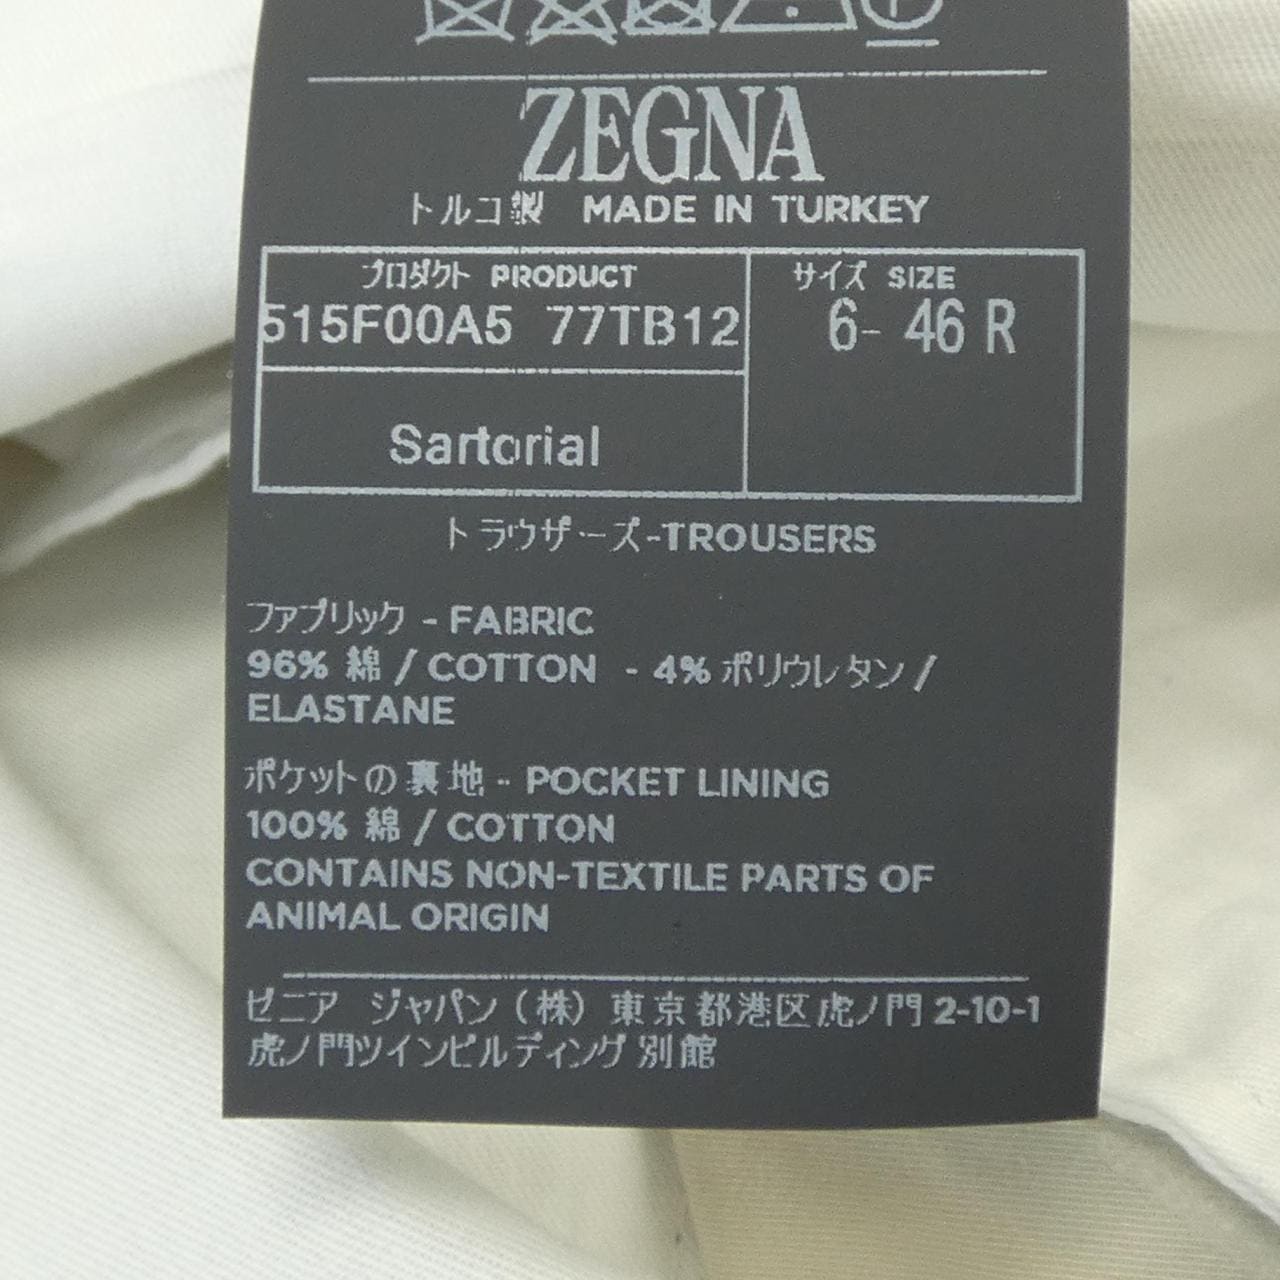 ZEGNA
トルコ製 MADE IN TURKEY
プロダクト PRODUCT
515F00A5 77TB12
サイズ SIZE
6- 46 R
Sartorial
トラウザーズ-TROUSERS
ファブリック - FABRIC
96% 綿 / COTTON - 4% ポリウレタン /
ELASTANE
ポケットの裏地 - POCKET LINING
100% 綿 / COTTON
CONTAINS NON-TEXTILE PARTS OF
ANIMAL ORIGIN
ゼニア ジャパン (株) 東京都港区虎ノ門 2-10-1
虎ノ門ツインビルディング 別館